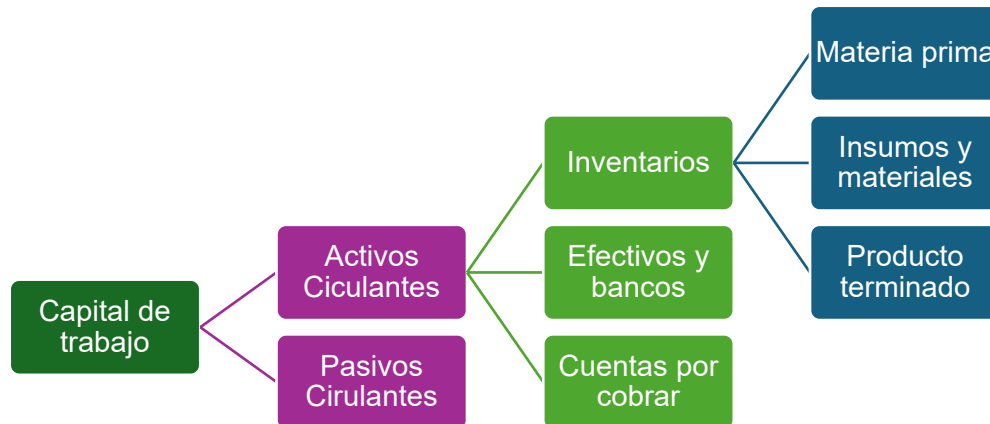 Capital de
trabajo
Activos
Ciculantes
Pasivos
Cirulantes
Inventarios
Efectivos y
bancos
Cuentas por
cobrar
Materia prima
Insumos y
materiales
Producto
terminado